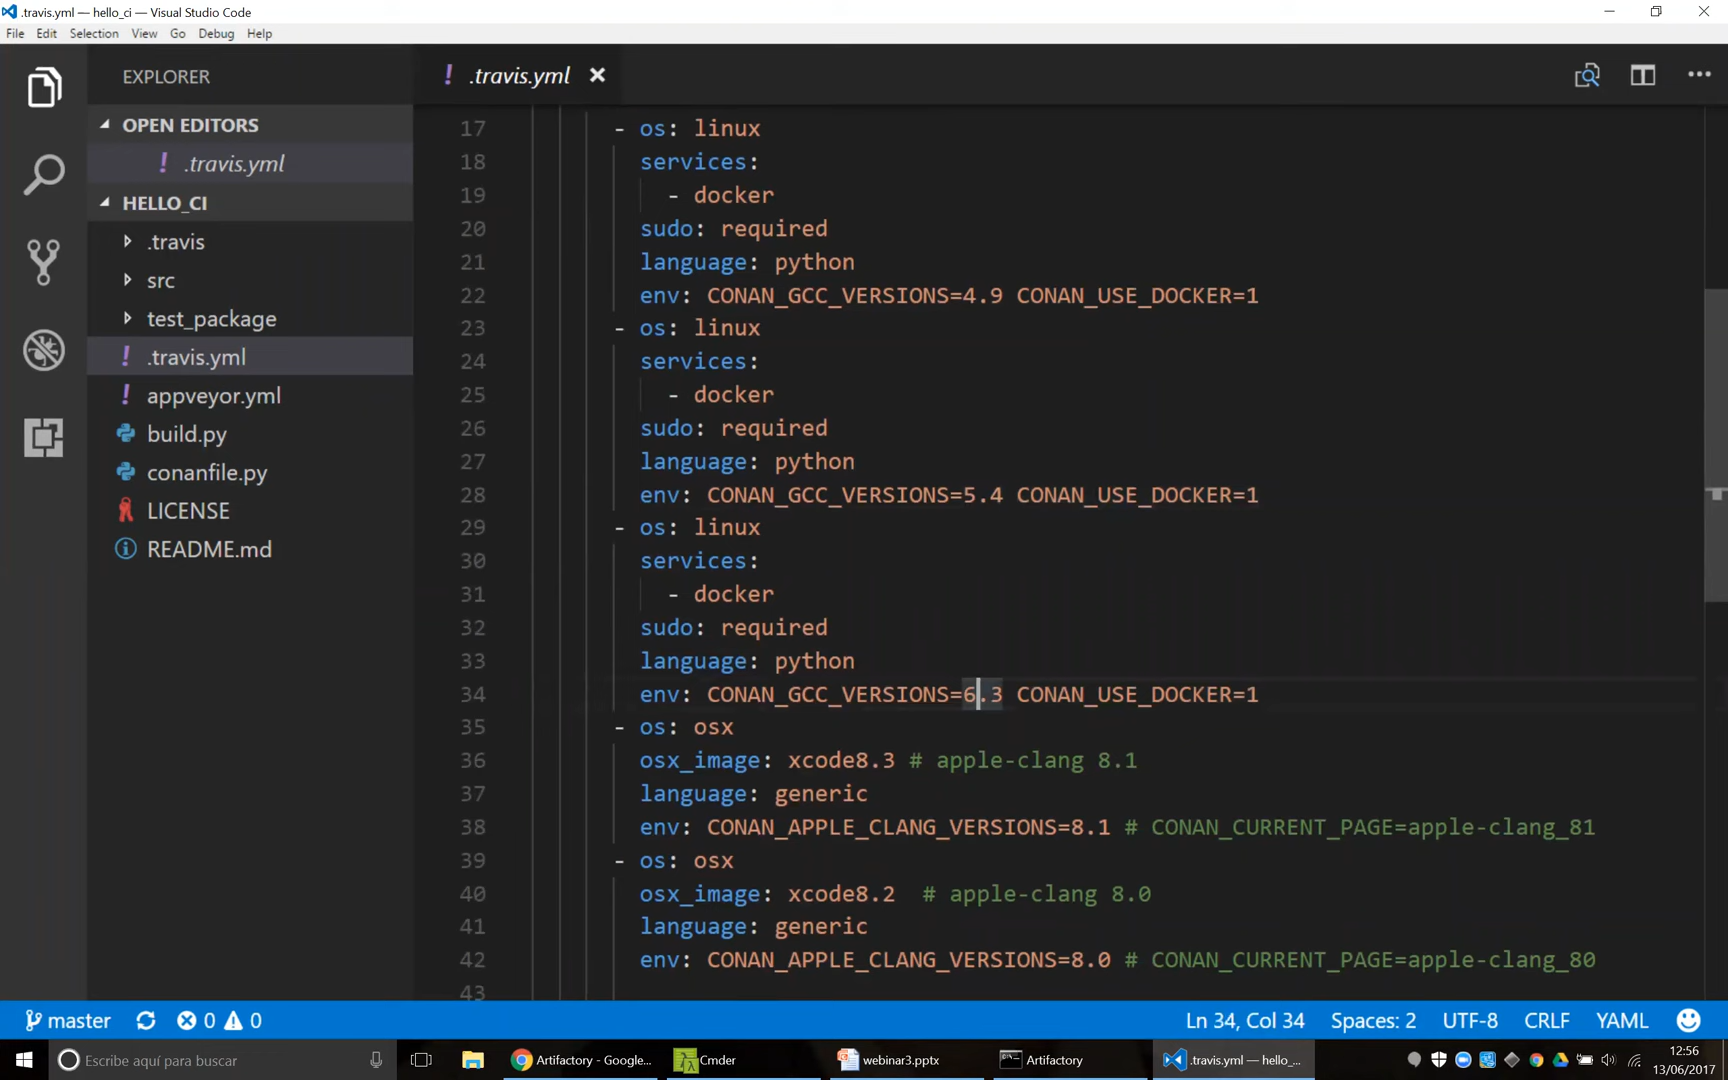 .travis.yml — hello_ci — Visual Studio Code
File Edit Selection View Go Debug Help
EXPLORER
OPEN EDITORS
! .travis.yml
HELLO_CI
.travis
src
test_package
! .travis.yml
! appveyor.yml
build.py
conanfile.py
LICENSE
README.md
! .travis.yml ×
17 - os: linux
18 services:
19 - docker
20 sudo: required
21 language: python
22 env: CONAN_GCC_VERSIONS=4.9 CONAN_USE_DOCKER=1
23 - os: linux
24 services:
25 - docker
26 sudo: required
27 language: python
28 env: CONAN_GCC_VERSIONS=5.4 CONAN_USE_DOCKER=1
29 - os: linux
30 services:
31 - docker
32 sudo: required
33 language: python
34 env: CONAN_GCC_VERSIONS=6.3 CONAN_USE_DOCKER=1
35 - os: osx
36 osx_image: xcode8.3 # apple-clang 8.1
37 language: generic
38 env: CONAN_APPLE_CLANG_VERSIONS=8.1 # CONAN_CURRENT_PAGE=apple-clang_81
39 - os: osx
40 osx_image: xcode8.2 # apple-clang 8.0
41 language: generic
42 env: CONAN_APPLE_CLANG_VERSIONS=8.0 # CONAN_CURRENT_PAGE=apple-clang_80
43
master 0 0 Ln 34, Col 34 Spaces: 2 UTF-8 CRLF YAML
Escribe aquí para buscar Artifactory - Google... Cmder webinar3.pptx Artifactory .travis.yml — hello_... 12:56
13/06/2017